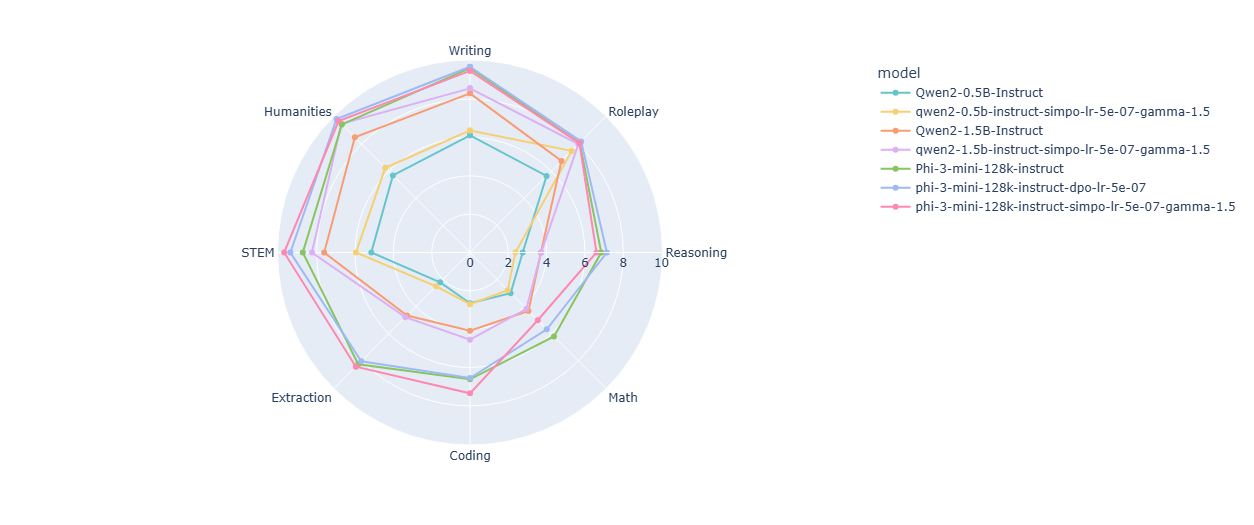 Writing
Humanities
Roleplay
STEM
0 2 4 6 8 10
Reasoning
Extraction
Math
Coding
model
Qwen2-0.5B-Instruct
qwen2-0.5b-instruct-simpo-lr-5e-07-gamma-1.5
Qwen2-1.5B-Instruct
qwen2-1.5b-instruct-simpo-lr-5e-07-gamma-1.5
Phi-3-mini-128k-instruct
phi-3-mini-128k-instruct-dpo-lr-5e-07
phi-3-mini-128k-instruct-simpo-lr-5e-07-gamma-1.5